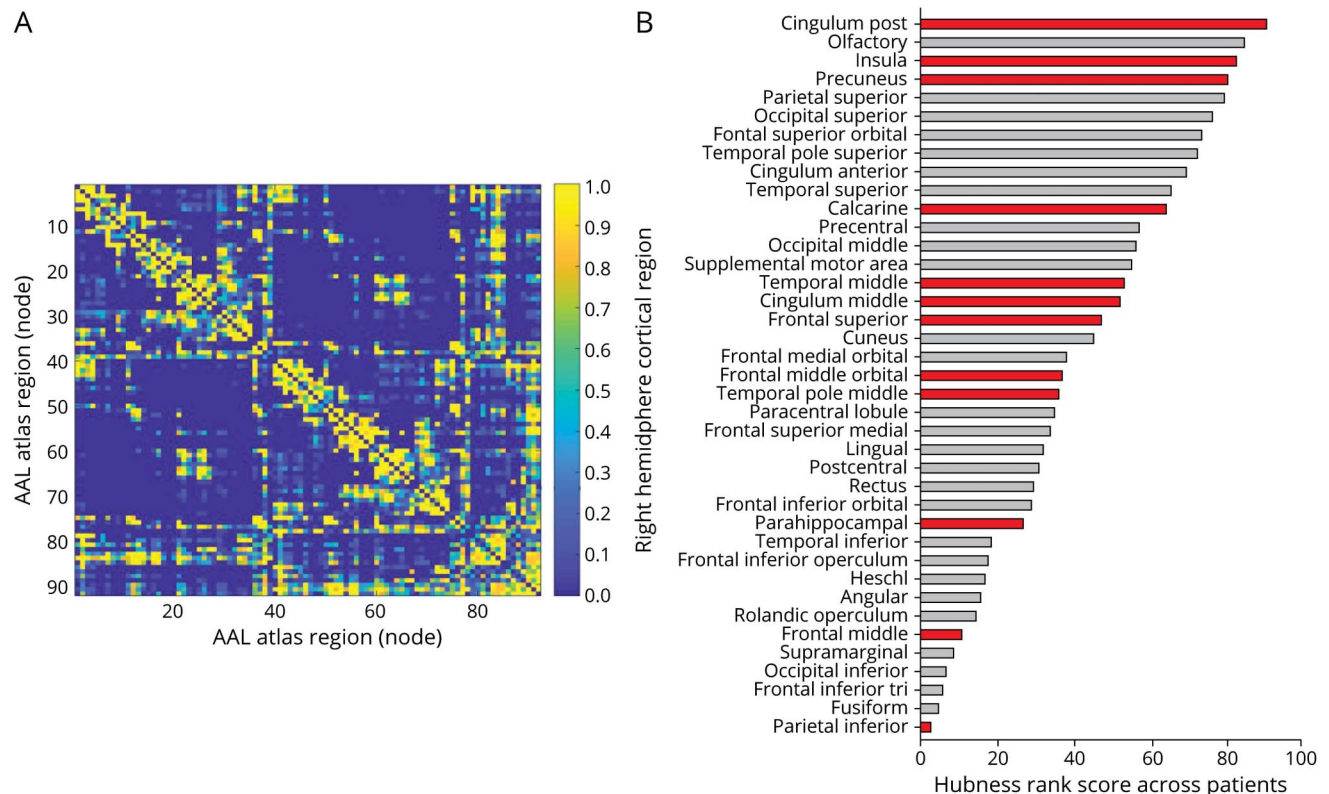 A
AAL atlas region (node)
10
20
30
40
50
60
70
80
90
20
40
60
80
AAL atlas region (node)
1.0
0.9
0.8
0.7
0.6
0.5
0.4
0.3
0.2
0.1
0.0
B
Right hemisphere cortical region
Cingulum post
Olfactory
Insula
Precuneus
Parietal superior
Occipital superior
Fontal superior orbital
Temporal pole superior
Cingulum anterior
Temporal superior
Calcarine
Precentral
Occipital middle
Supplemental motor area
Temporal middle
Cingulum middle
Frontal superior
Cuneus
Frontal medial orbital
Frontal middle orbital
Temporal pole middle
Paracentral lobule
Frontal superior medial
Lingual
Postcentral
Rectus
Frontal inferior orbital
Parahippocampal
Temporal inferior
Frontal inferior operculum
Heschl
Angular
Rolandic operculum
Frontal middle
Supramarginal
Occipital inferior
Frontal inferior tri
Fusiform
Parietal inferior
0
20
40
60
80
100
Hubness rank score across patients